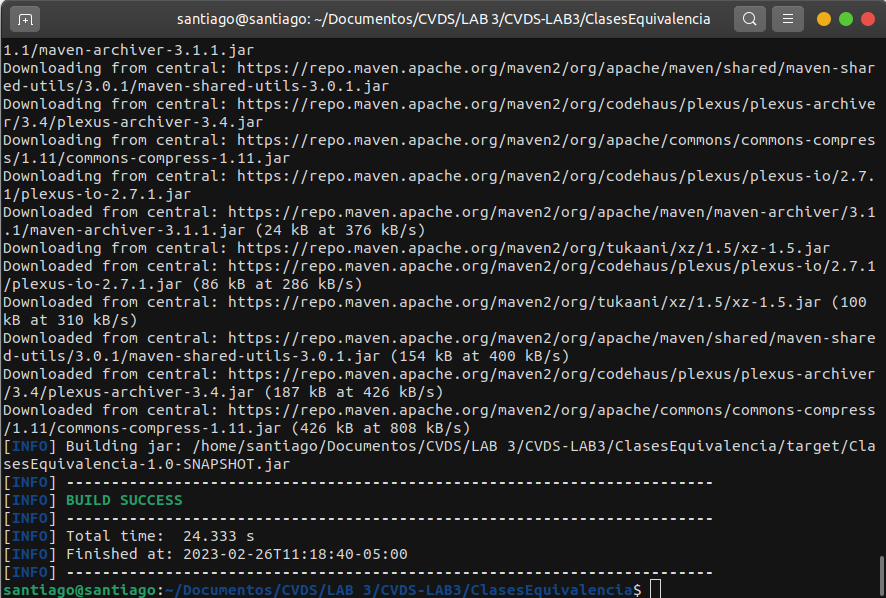 santiago@santiago: ~/Documentos/CVDS/LAB 3/CVDS-LAB3/ClasesEquivalencia
1.1/maven-archiver-3.1.1.jar
Downloading from central: https://repo.maven.apache.org/maven2/org/apache/maven/shared/maven-shar
ed-utils/3.0.1/maven-shared-utils-3.0.1.jar
Downloading from central: https://repo.maven.apache.org/maven2/org/codehaus/plexus/plexus-archive
r/3.4/plexus-archiver-3.4.jar
Downloading from central: https://repo.maven.apache.org/maven2/org/apache/commons/commons-compres
s/1.11/commons-compress-1.11.jar
Downloading from central: https://repo.maven.apache.org/maven2/org/codehaus/plexus/plexus-io/2.7.
1/plexus-io-2.7.1.jar
Downloaded from central: https://repo.maven.apache.org/maven2/org/apache/maven/maven-archiver/3.1
.1/maven-archiver-3.1.1.jar (24 kB at 376 kB/s)
Downloading from central: https://repo.maven.apache.org/maven2/org/tukaani/xz/1.5/xz-1.5.jar
Downloaded from central: https://repo.maven.apache.org/maven2/org/codehaus/plexus/plexus-io/2.7.1
/plexus-io-2.7.1.jar (86 kB at 286 kB/s)
Downloaded from central: https://repo.maven.apache.org/maven2/org/tukaani/xz/1.5/xz-1.5.jar (100
kB at 310 kB/s)
Downloaded from central: https://repo.maven.apache.org/maven2/org/apache/maven/shared/maven-share
d-utils/3.0.1/maven-shared-utils-3.0.1.jar (154 kB at 400 kB/s)
Downloaded from central: https://repo.maven.apache.org/maven2/org/codehaus/plexus/plexus-archiver
/3.4/plexus-archiver-3.4.jar (187 kB at 426 kB/s)
Downloaded from central: https://repo.maven.apache.org/maven2/org/apache/commons/commons-compress
/1.11/commons-compress-1.11.jar (426 kB at 808 kB/s)
[INFO] Building jar: /home/santiago/Documentos/CVDS/LAB 3/CVDS-LAB3/ClasesEquivalencia/target/Cla
sesEquivalencia-1.0-SNAPSHOT.jar
[INFO] ------------------------------------------------------------------------
[INFO] BUILD SUCCESS
[INFO] ------------------------------------------------------------------------
[INFO] Total time:  24.333 s
[INFO] Finished at: 2023-02-26T11:18:40-05:00
[INFO] ------------------------------------------------------------------------
santiago@santiago:~/Documentos/CVDS/LAB 3/CVDS-LAB3/ClasesEquivalencia$